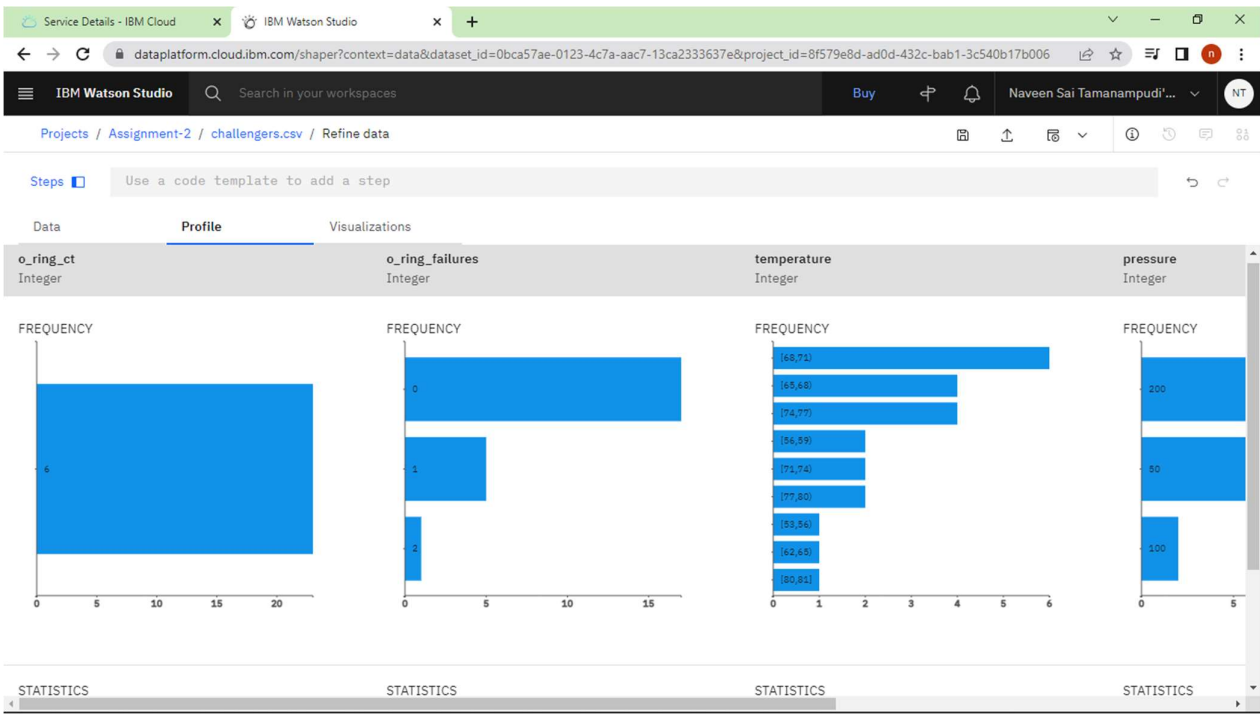 Service Details - IBM Cloud
IBM Watson Studio
dataplatform.cloud.ibm.com/shaper?context=data&dataset_id=0bca57ae-0123-4c7a-aac7-13ca2333637e&project_id=8f579e8d-ad0d-432c-bab1-3c540b17b006
n
IBM Watson Studio
Search in your workspaces
Buy
Naveen Sai Tamanampudi'...
NT
Projects / Assignment-2 / challengers.csv / Refine data
Steps
Use a code template to add a step
Data
Profile
Visualizations
o_ring_ct
Integer
o_ring_failures
Integer
temperature
Integer
pressure
Integer
FREQUENCY
6
0 5 10 15 20
FREQUENCY
0
1
2
0 5 10 15
FREQUENCY
[68,71)
[65,68)
[74,77)
[56,59)
[71,74)
[77,80)
[53,56)
[62,65)
[80,81]
0 1 2 3 4 5 6
FREQUENCY
200
50
100
0 5
STATISTICS
STATISTICS
STATISTICS
STATISTICS